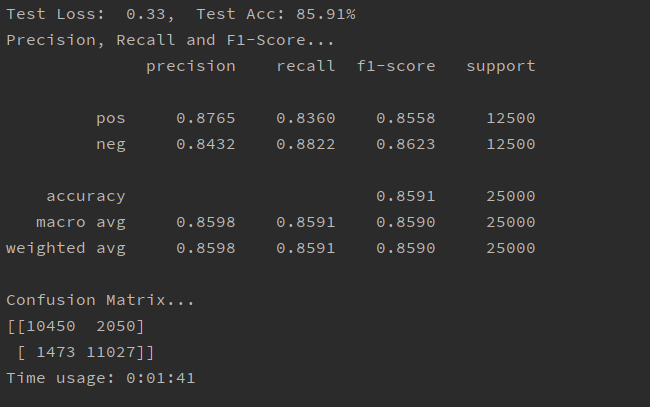 Test Loss:  0.33,  Test Acc: 85.91%
Precision, Recall and F1-Score...
              precision    recall  f1-score   support

         pos     0.8765    0.8360    0.8558     12500
         neg     0.8432    0.8822    0.8623     12500

    accuracy                         0.8591     25000
   macro avg     0.8598    0.8591    0.8590     25000
weighted avg     0.8598    0.8591    0.8590     25000

Confusion Matrix...
[[10450  2050]
 [ 1473 11027]]
Time usage: 0:01:41